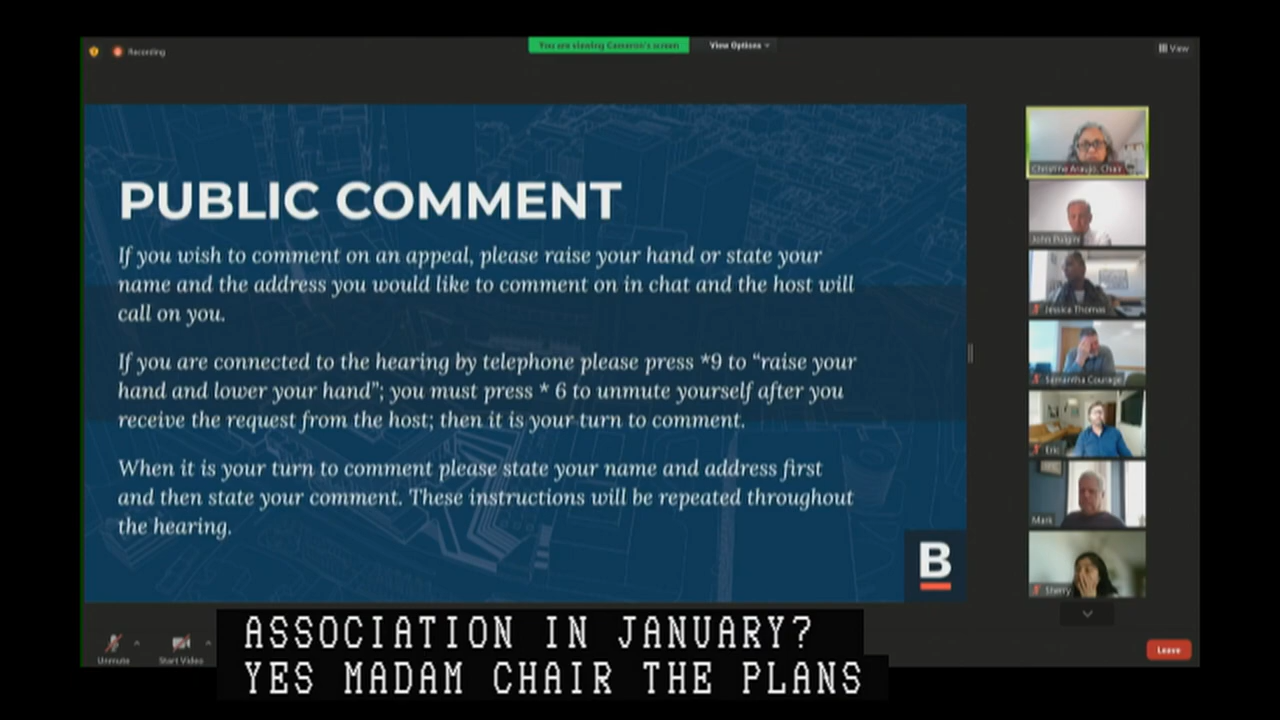 Recording
You are viewing Cameron's screen
View Options
View
PUBLIC COMMENT
If you wish to comment on an appeal, please raise your hand or state your
name and the address you would like to comment on in chat and the host will
call on you.
If you are connected to the hearing by telephone please press *9 to “raise your
hand and lower your hand”; you must press * 6 to unmute yourself after you
receive the request from the host; then it is your turn to comment.
When it is your turn to comment please state your name and address first
and then state your comment. These instructions will be repeated throughout
the hearing.
B
Christine Araujo, Chair
John
Jessica Thomas
Samantha Courage
Eric
Mark
Sherry
Unmute
Start Video
Leave
ASSOCIATION IN JANUARY?
YES MADAM CHAIR THE PLANS